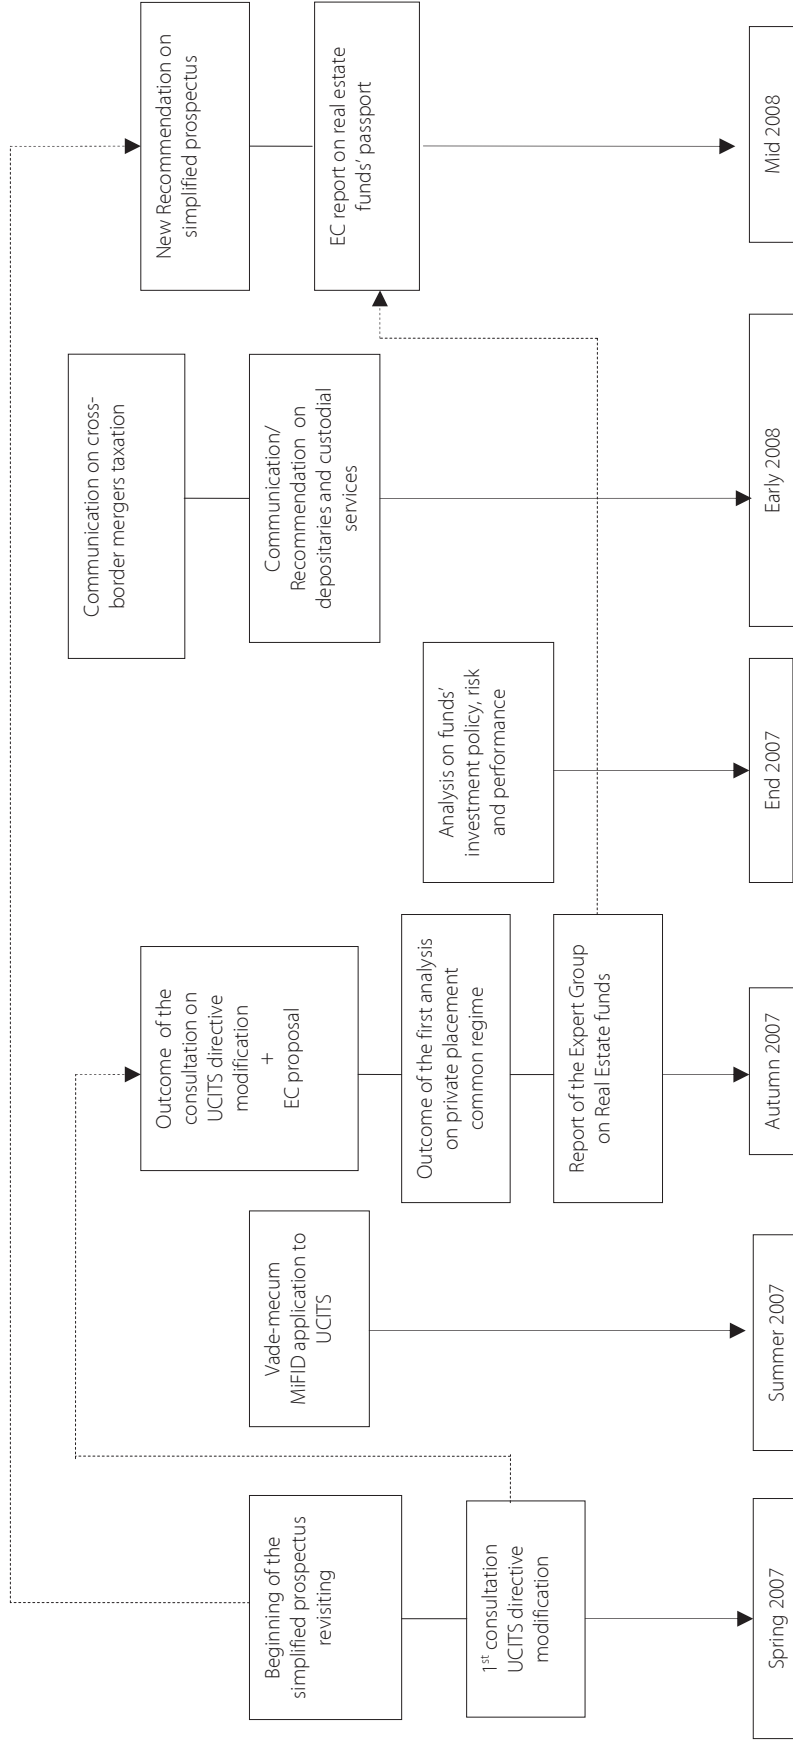 Beginning of the
simplified prospectus
revisiting
1st consultation
UCITS directive
modification
Spring 2007
Vade-mecum
MiFID application to
UCITS
Summer 2007
Outcome of the
consultation on
UCITS directive
modification
+
EC proposal
Outcome of the first analysis
on private placement
common regime
Report of the Expert Group
on Real Estate funds
Autumn 2007
Analysis on funds’
investment policy, risk
and performance
End 2007
Communication on cross-
border mergers taxation
Communication/
Recommendation on
depositaries and custodial
services
Early 2008
New Recommendation on
simplified prospectus
EC report on real estate
funds’ passport
Mid 2008